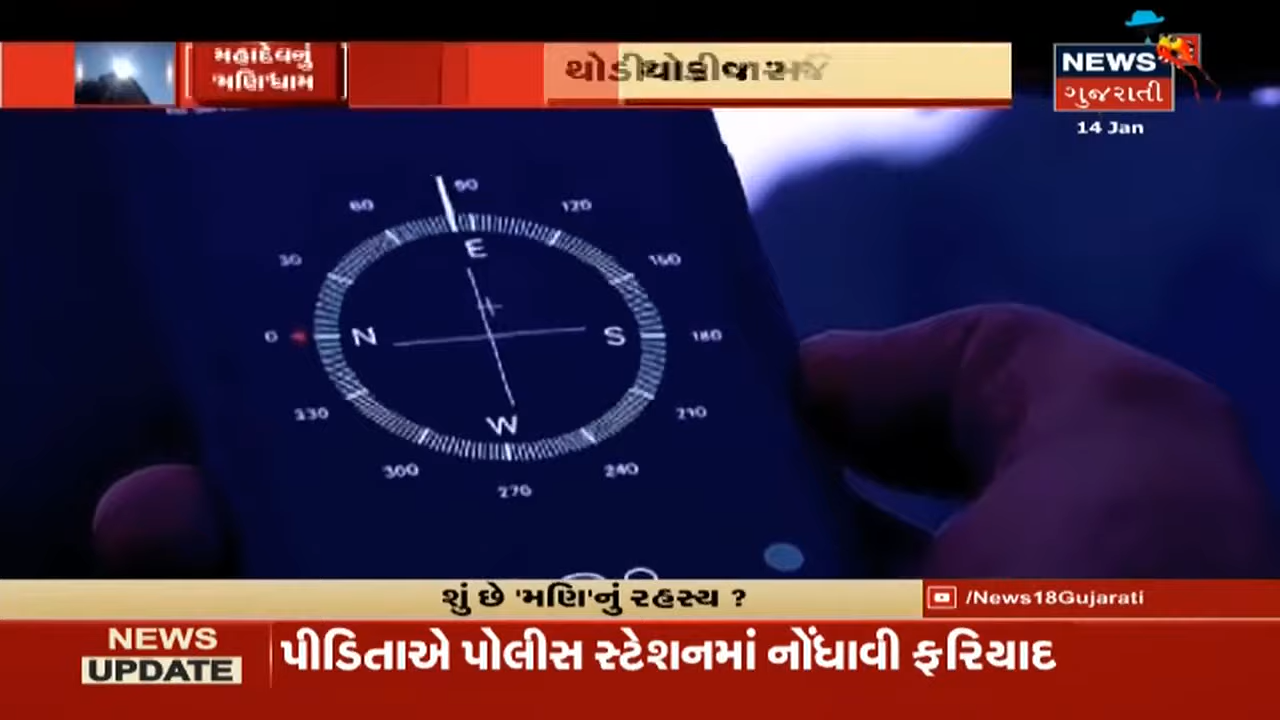 મહાદેવનું
'મણિ'ધામ
NEWS
ગુજરાતી
14 Jan
90
60
120
E
30
150
0
N
S
180
330
210
W
300
240
270
શું છે 'મણિ'નું રહસ્ય ?
/News18Gujarati
NEWS
UPDATE
પીડિતાએ પોલીસ સ્ટેશનમાં નોંધાવી ફરિયાદ